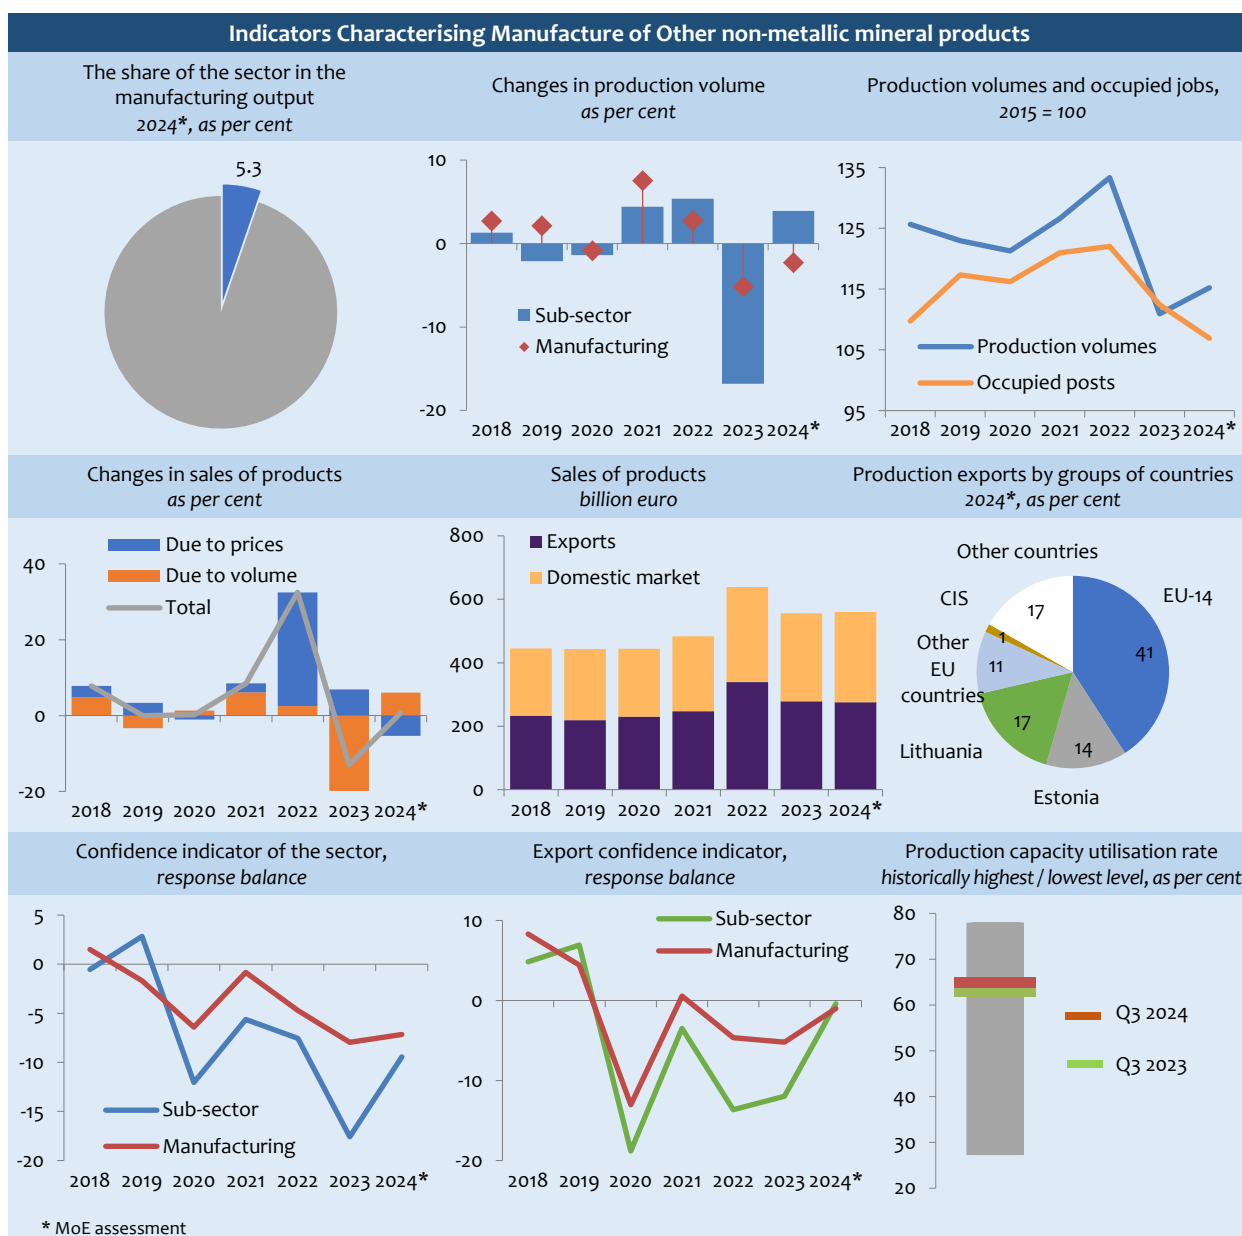 Indicators Characterising Manufacture of Other non-metallic mineral products
The share of the sector in the
manufacturing output
2024*, as per cent
5.3
Changes in production volume
as per cent
10
0
-10
-20
Sub-sector
Manufacturing
2018 2019 2020 2021 2022 2023 2024*
Production volumes and occupied jobs,
2015 = 100
135
125
115
105
95
Production volumes
Occupied posts
2018 2019 2020 2021 2022 2023 2024*
Changes in sales of products
as per cent
Due to prices
Due to volume
Total
40
20
0
-20
2018 2019 2020 2021 2022 2023 2024*
Sales of products
billion euro
800
600
400
200
0
Exports
Domestic market
2018 2019 2020 2021 2022 2023 2024*
Production exports by groups of countries
2024*, as per cent
Other countries
17
CIS
1
Other
EU
countries
11
Lithuania
17
Estonia
14
EU-14
41
Confidence indicator of the sector,
response balance
5
0
-5
-10
-15
-20
Sub-sector
Manufacturing
2018 2019 2020 2021 2022 2023 2024*
Export confidence indicator,
response balance
10
0
-10
-20
Sub-sector
Manufacturing
2018 2019 2020 2021 2022 2023 2024*
Production capacity utilisation rate
historically highest / lowest level, as per cent
80
70
60
50
40
30
20
Q3 2024
Q3 2023
* MoE assessment